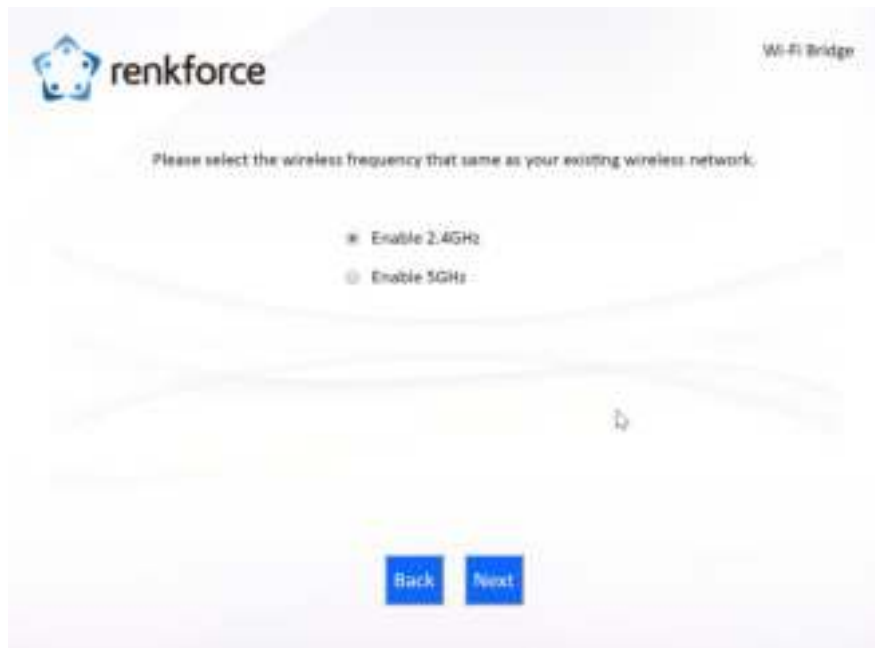 renkforce
Wi-Fi Bridge
Please select the wireless frequency that same as your existing wireless network.
Enable 2.4GHz
Enable 5GHz
Back Next